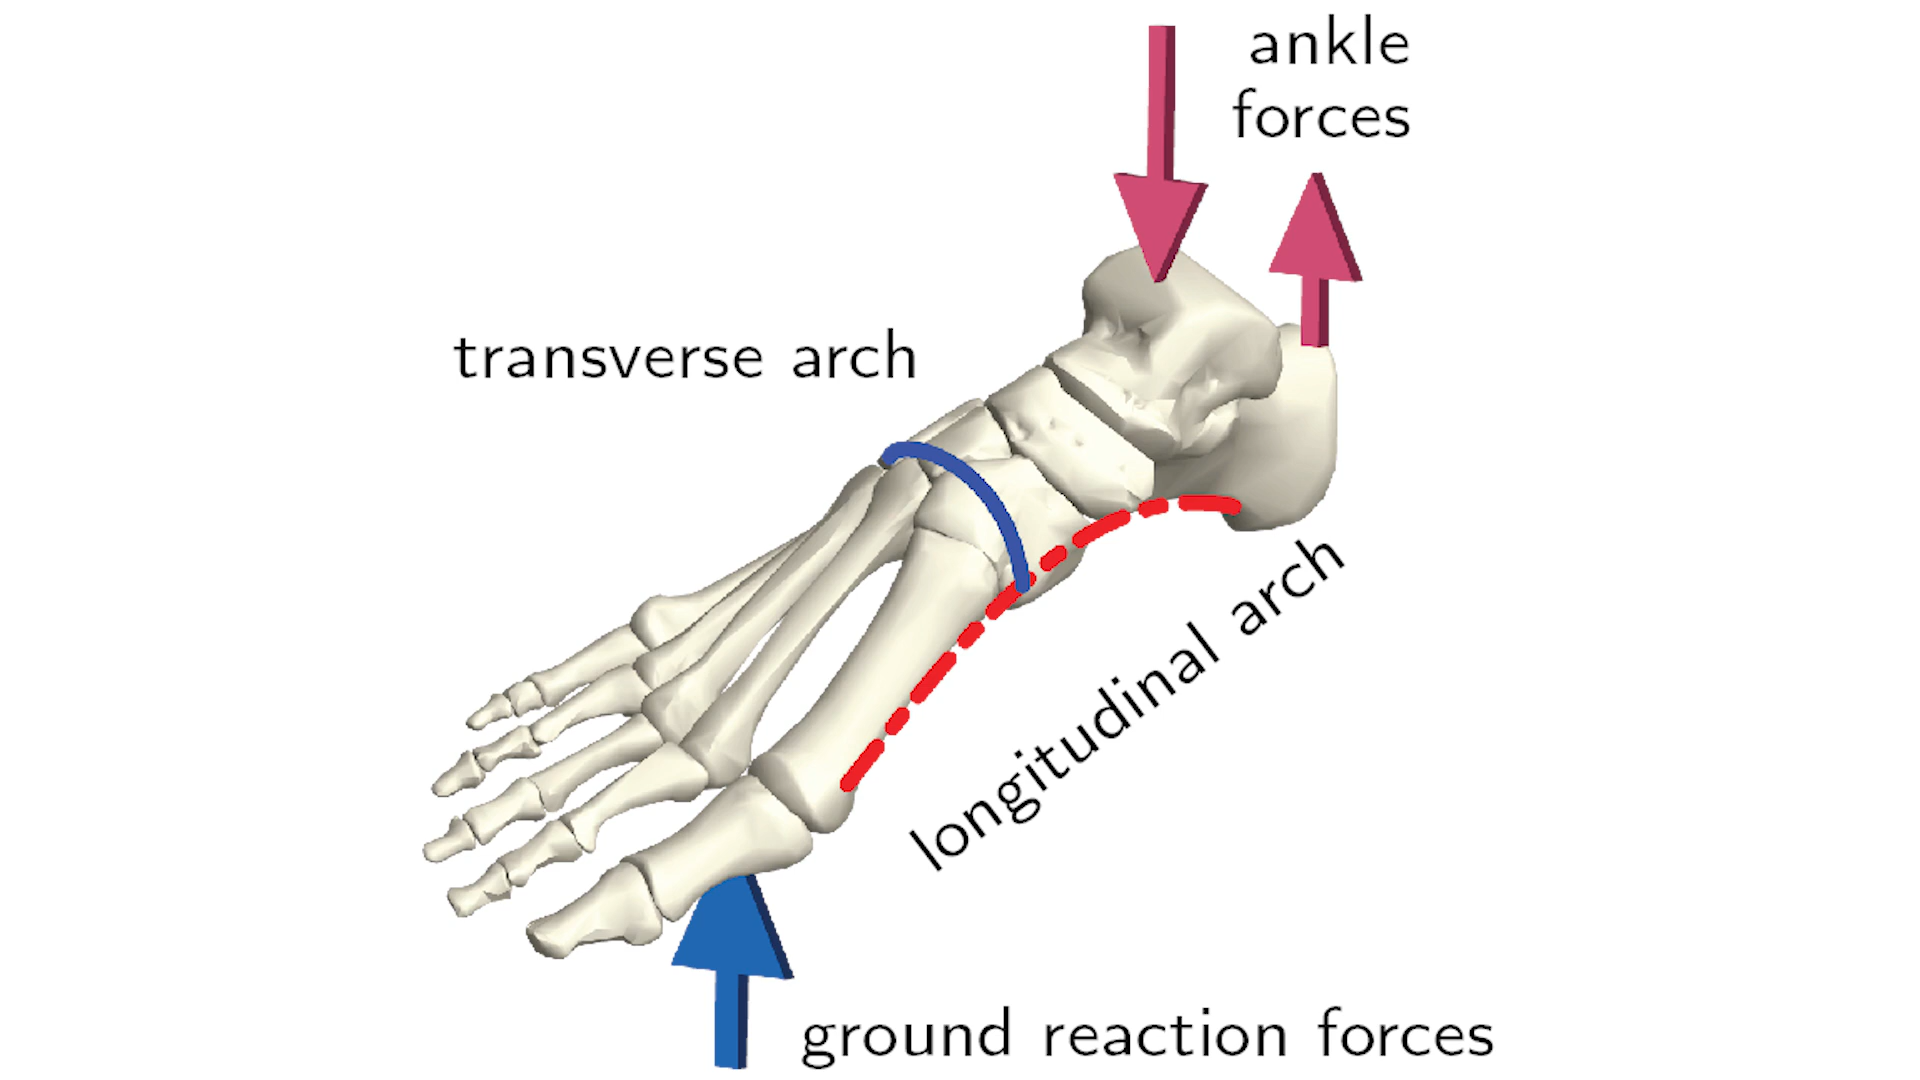 ankle
forces
transverse arch
longitudinal arch
ground reaction forces